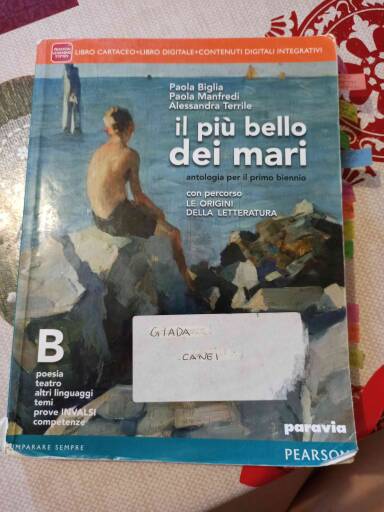 LIBRO CARTACEO+LIBRO DIGITALE+CONTENUTI DIGITALI INTEGRATIVI
Paola Biglia
Paola Manfredi
Alessandra Terrile
il più bello
dei mari
antologia per il primo biennio
con percorso
LE ORIGINI
DELLA LETTERATURA
GIADA
B
poesia
teatro
altri linguaggi
temi
prove INVALSI
competenze
paravia
IMPARARE SEMPRE
PEARSON